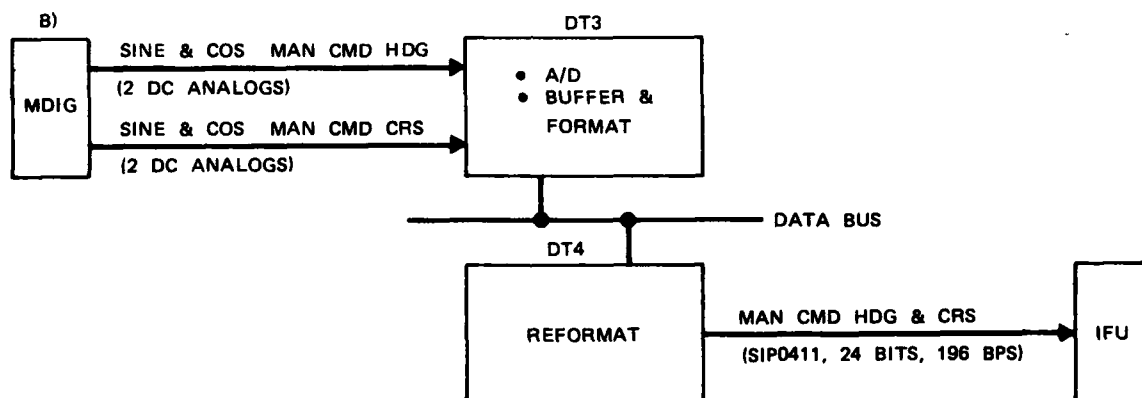 B)
MDIG
SINE & COS MAN CMD HDG
(2 DC ANALOGS)
SINE & COS MAN CMD CRS
(2 DC ANALOGS)
DT3
• A/D
• BUFFER &
FORMAT
DATA BUS
DT4
REFORMAT
MAN CMD HDG & CRS
(SIP0411, 24 BITS, 196 BPS)
IFU